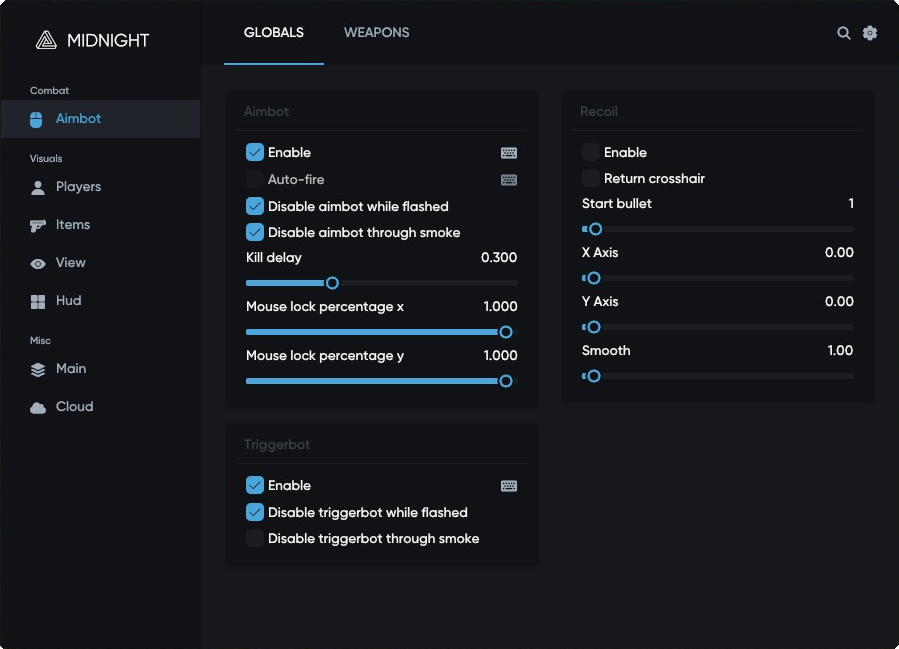 MIDNIGHT
Combat
Aimbot
Visuals
Players
Items
View
Hud
Misc
Main
Cloud
GLOBALS WEAPONS
Aimbot
Enable
Auto-fire
Disable aimbot while flashed
Disable aimbot through smoke
Kill delay 0.300
Mouse lock percentage x 1.000
Mouse lock percentage y 1.000
Triggerbot
Enable
Disable triggerbot while flashed
Disable triggerbot through smoke
Recoil
Enable
Return crosshair
Start bullet 1
X Axis 0.00
Y Axis 0.00
Smooth 1.00